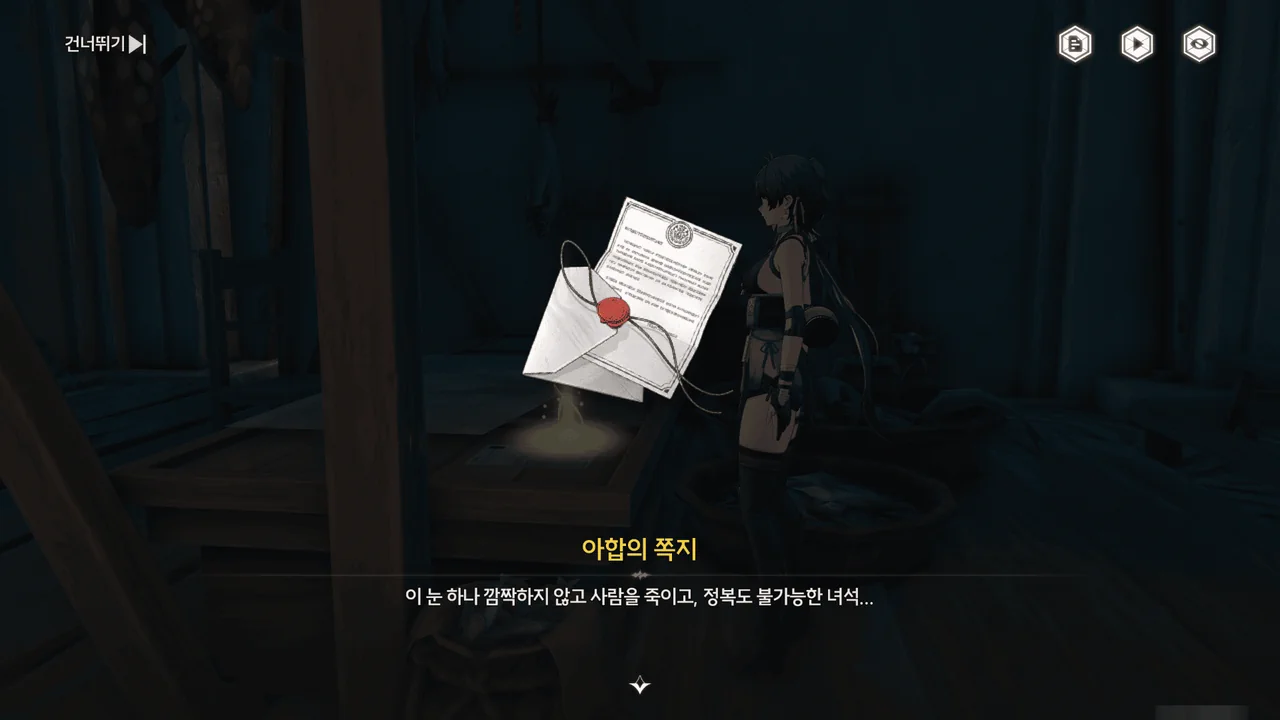 건너뛰기
아합의 쪽지
이 눈 하나 깜짝하지 않고 사람을 죽이고, 정복도 불가능한 녀석...